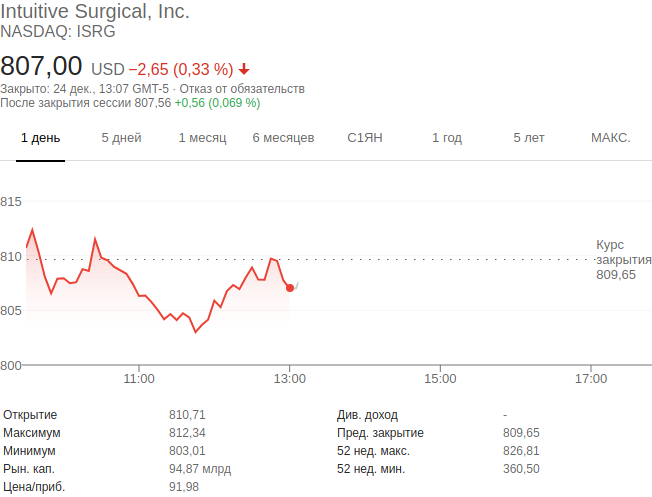 Intuitive Surgical, Inc.
NASDAQ: ISRG
807,00 USD −2,65 (0,33 %)
Закрыто: 24 дек., 13:07 GMT-5 · Отказ от обязательств
После закрытия сессии 807,56 +0,56 (0,069 %)
1 день 5 дней 1 месяц 6 месяцев С1ЯН 1 год 5 лет МАКС.
815
810
805
800
Курс
закрытия
809,65
11:00 13:00 15:00 17:00
Открытие 810,71 Див. доход -
Максимум 812,34 Пред. закрытие 809,65
Минимум 803,01 52 нед. макс. 826,81
Рын. кап. 94,87 млрд 52 нед. мин. 360,50
Цена/приб. 91,98